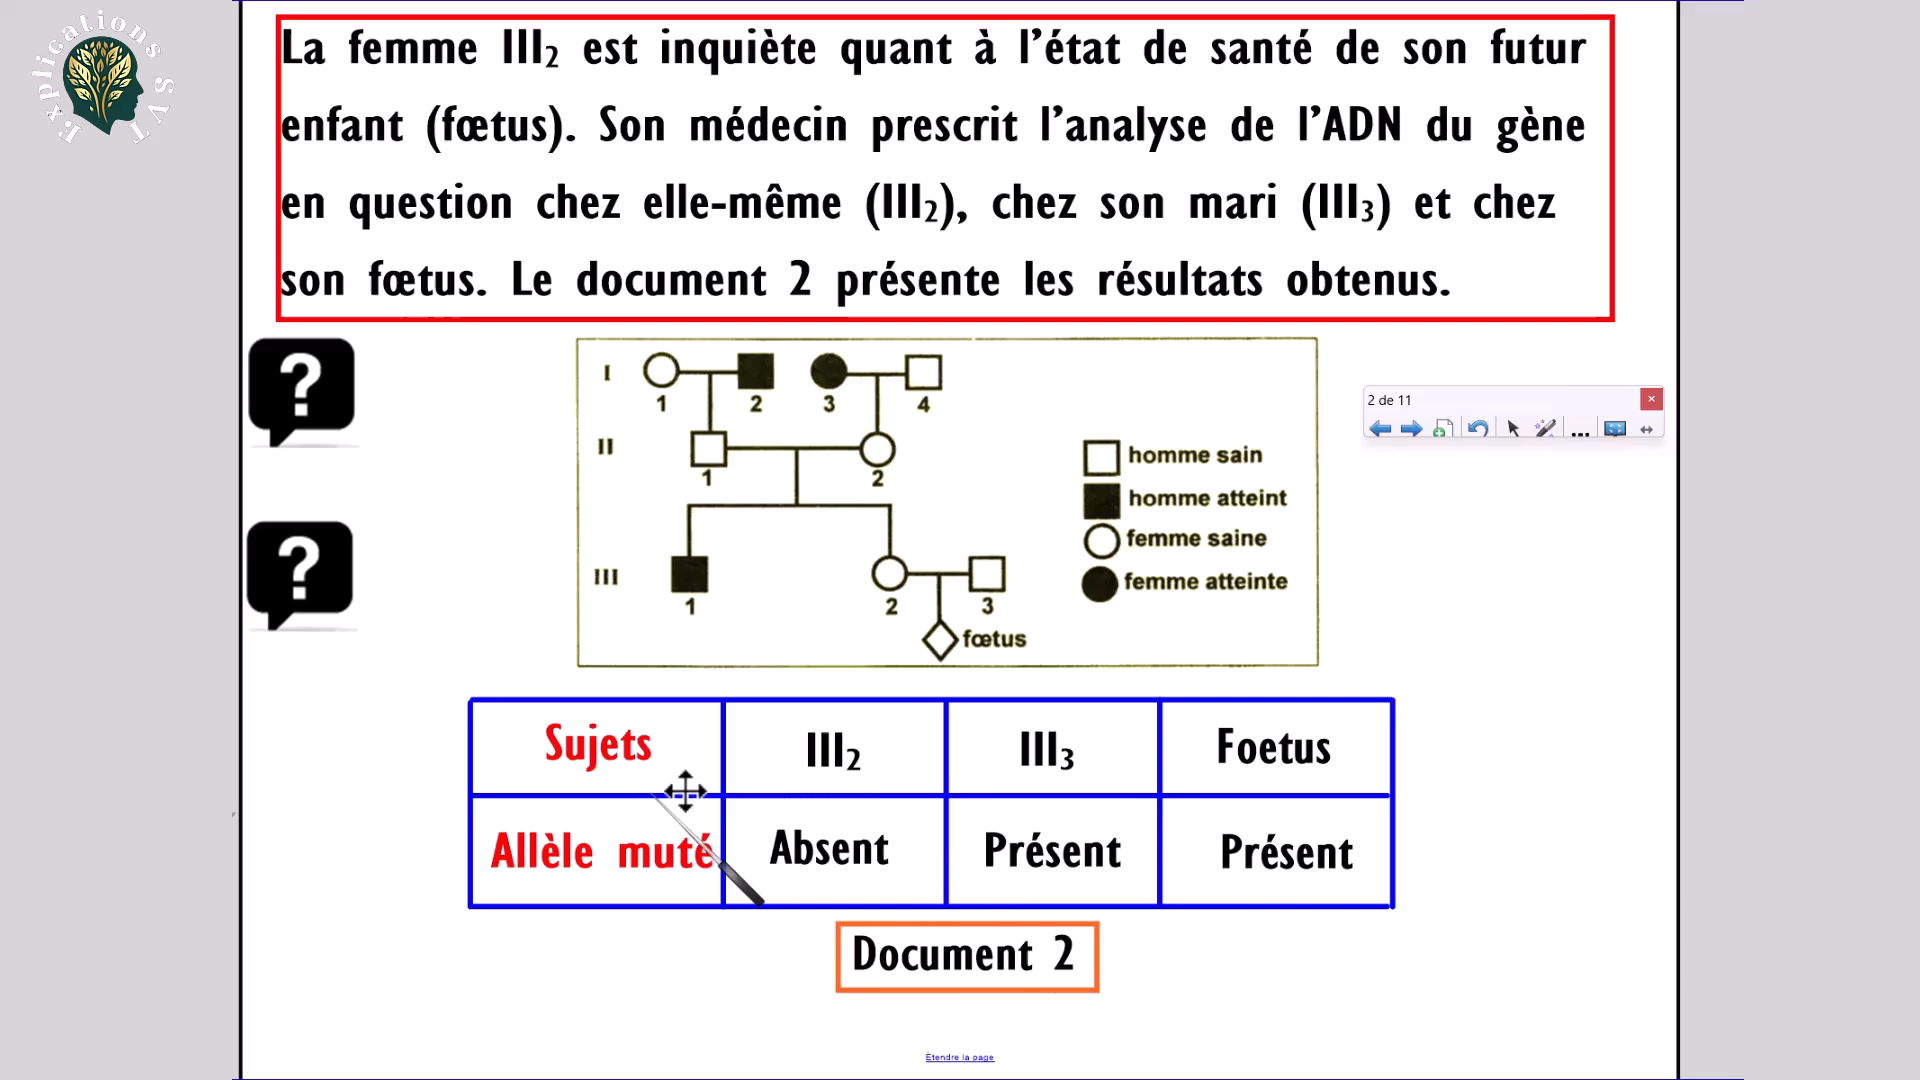 Explications SVT
La femme III2 est inquiète quant à l'état de santé de son futur
enfant (fœtus). Son médecin prescrit l'analyse de l'ADN du gène
en question chez elle-même (III2), chez son mari (III3) et chez
son fœtus. Le document 2 présente les résultats obtenus.
?
?
I
1 2 3 4
II
1 2
III
1 2 3
fœtus
homme sain
homme atteint
femme saine
femme atteinte
2 de 11
Sujets III2 III3 Foetus
Allèle muté Absent Présent Présent
Document 2
Étendre la page